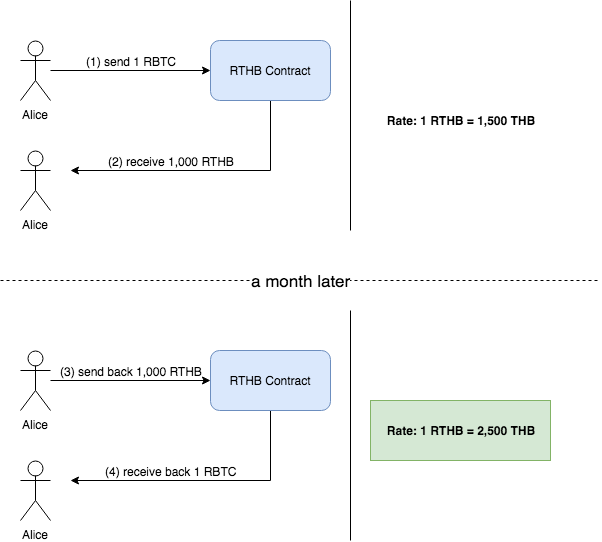 (1) send 1 RBTC
RTHB Contract
Alice
Rate: 1 RTHB = 1,500 THB
(2) receive 1,000 RTHB
Alice
a month later
(3) send back 1,000 RTHB
RTHB Contract
Alice
Rate: 1 RTHB = 2,500 THB
(4) receive back 1 RBTC
Alice